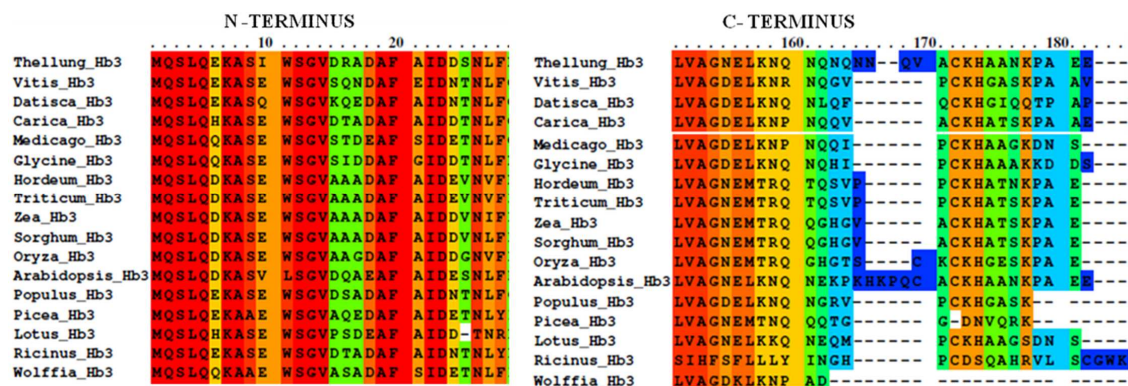 N-TERMINUS
10 20
Thellung_Hb3 MQSLQEKASI WSGVDRADAF AIDDSNLF
Vitis_Hb3 MQSLQEKASE WSGVSQNDAF AIDNTNLF
Datisca_Hb3 MQSLQEKASQ WSGVKQEDAF AIDDTNLF
Carica_Hb3 MQSLQHKASE WSGVDTADAF AIDDTNLF
Medicago_Hb3 MQSLQQKASE WSGVSTDEAF SIDETNLF
Glycine_Hb3 MQSLQQKASE WSGVSIDDAF GIDDTNLF
Hordeum_Hb3 MQSLQDKASE WSGVAAADAF AIDEVNVF
Triticum_Hb3 MQSLQDKASE WSGVAAADAF AIDEVNVF
Zea_Hb3 MQSLQDKASE WSGVAAADAF AIDDVNIF
Sorghum_Hb3 MQSLQDKASE WSGVAAADAF AIDDVNLF
Oryza_Hb3 MQSLQDKASE WSGVAAGDAF AIDDGNVF
Arabidopsis_Hb3 MQSLQDKASV LSGVDQAEAF AIDESNLF
Populus_Hb3 MQSLQEKASE WSGVDSADAF AIDNTNLF
Picea_Hb3 MQSLQEKAAE WSGVAQEDAF AIDETNLY
Lotus_Hb3 MQSLQHKASE WSGVPSDEAF AIDD-TNR
Ricinus_Hb3 MQSLQEKASE WSGVDTADAF AIDNTNLY
Wolffia_Hb3 MQSLQKKAAE WSGVASADAF SIDETNLF
C-TERMINUS
160 170 180
Thellung_Hb3 LVAGNELKNQ NQNQNN--QV ACKHAANKPA EE---
Vitis_Hb3 LVAGDELKNR NQGV------ PCKHGASKPA AV---
Datisca_Hb3 LVAGDELKNQ NLQF------ QCKHGIQQTP AP---
Carica_Hb3 LVAGDELKNP NQQV------ PCKHATSKPA AE---
Medicago_Hb3 LVAGDELKNP NQQI------ PCKHAAGKDN S----
Glycine_Hb3 LVAGDELKNP NQHI------ PCKHAAAKKD DS---
Hordeum_Hb3 LVAGNEMTRQ TQSVP----- PCKHATNKPA E----
Triticum_Hb3 LVAGNEMTRQ TQSVP----- PCKHATNKPA E----
Zea_Hb3 LVAGNEMTRQ QGHGV----- ACKHATSKPA E----
Sorghum_Hb3 LVAGNEMTRQ QGHGV----- ACKHATSKPA E----
Oryza_Hb3 LVAGNEMTRQ GHGTS----C KCKHGESKPA E----
Arabidopsis_Hb3 LVAGNELKNQ NEKPKHKPQC ACKHAANKPA EE---
Populus_Hb3 LVAGDELKNQ NGRV------ PCKHGASK-------
Picea_Hb3 LVAGNEMTNQ QQTG------ G-DNVQRK-------
Lotus_Hb3 LVAGDELKKN NEQM------ PCKHAAGSDN S----
Ricinus_Hb3 SIHFSFLLLY INGH------ PCDSQAHRVL SCGWK
Wolffia_Hb3 LVAGDKLKNP AD-----------------------